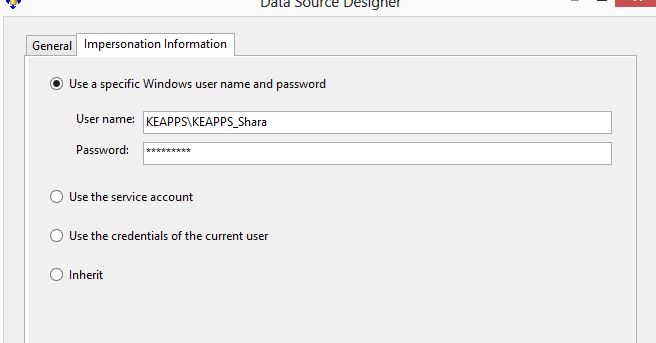 Data Source Designer
General
Impersonation Information
Use a specific Windows user name and password
User name: KEAPPS\KEAPPS_Shara
Password: *********
Use the service account
Use the credentials of the current user
Inherit